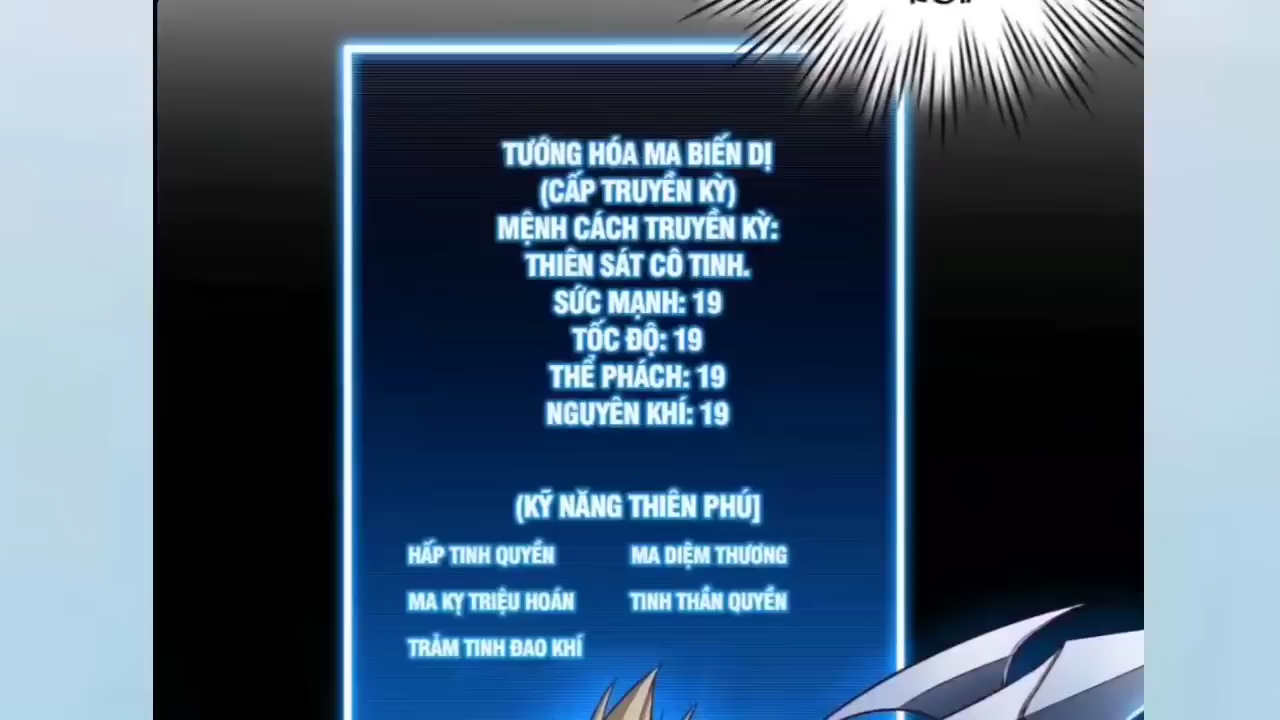 TƯỚNG HÓA MA BIẾN DỊ
(CẤP TRUYỀN KỲ)
MỆNH CÁCH TRUYỀN KỲ:
THIÊN SÁT CÔ TINH.
SỨC MẠNH: 19
TỐC ĐỘ: 19
THỂ PHÁCH: 19
NGUYÊN KHÍ: 19
(KỸ NĂNG THIÊN PHÚ]
HẤP TINH QUYỀN MA DIỆM THƯƠNG
MA KỴ TRIỆU HOÁN TINH THẦN QUYỀN
TRẢM TINH ĐAO KHÍ